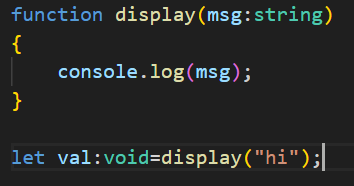 function display(msg:string)
{
    console.log(msg);
}
let val:void=display("hi");